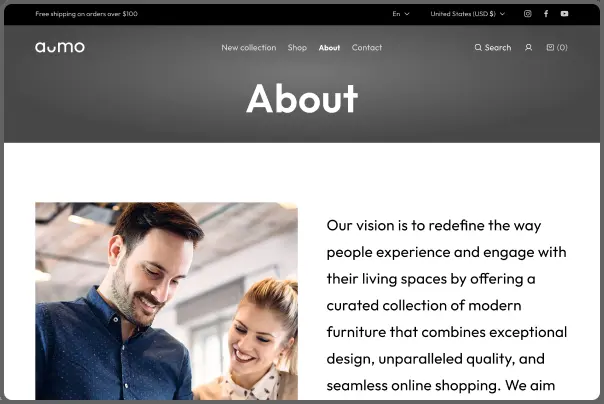 Free shipping on orders over $100
En
United States (USD $)
aumo
New collection
Shop
About
Contact
Search
(0)
About
Our vision is to redefine the way
people experience and engage with
their living spaces by offering a
curated collection of modern
furniture that combines exceptional
design, unparalleled quality, and
seamless online shopping. We aim